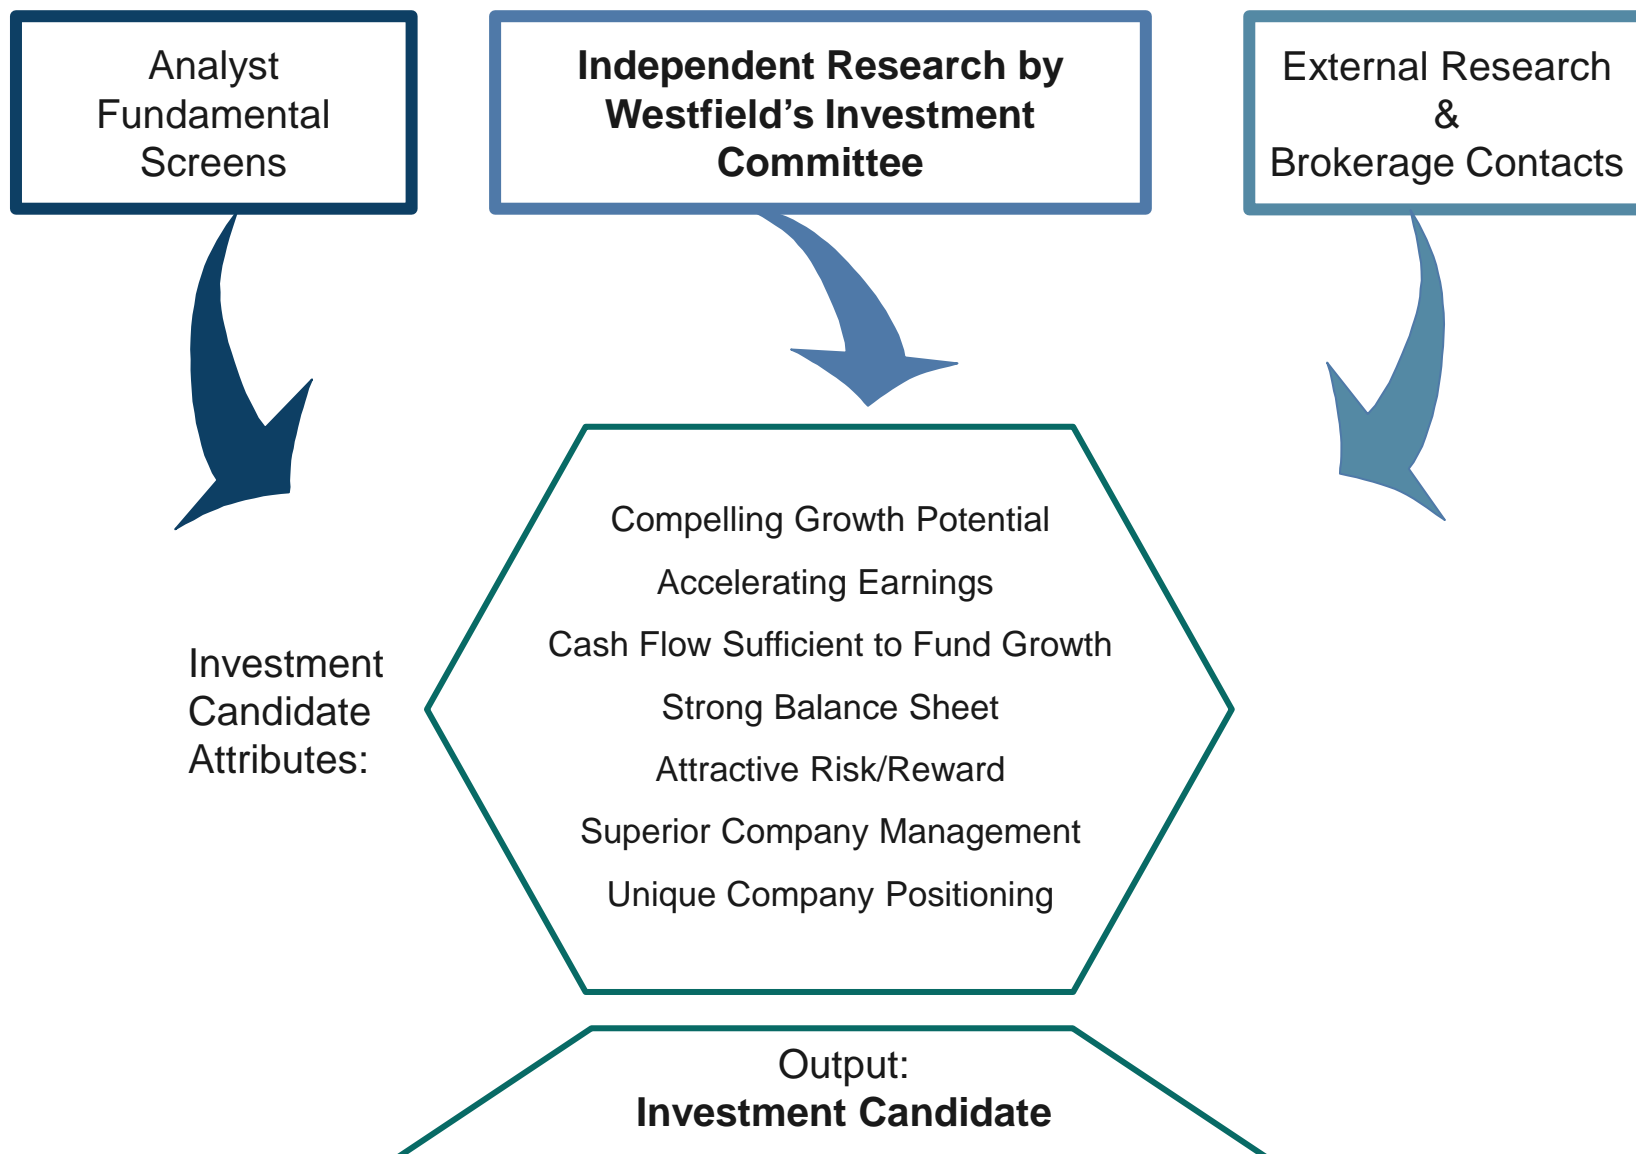 Analyst
Fundamental
Screens
Independent Research by
Westfield’s Investment
Committee
External Research
&
Brokerage Contacts
Compelling Growth Potential
Accelerating Earnings
Cash Flow Sufficient to Fund Growth
Strong Balance Sheet
Attractive Risk/Reward
Superior Company Management
Unique Company Positioning
Investment
Candidate
Attributes:
Output:
Investment Candidate